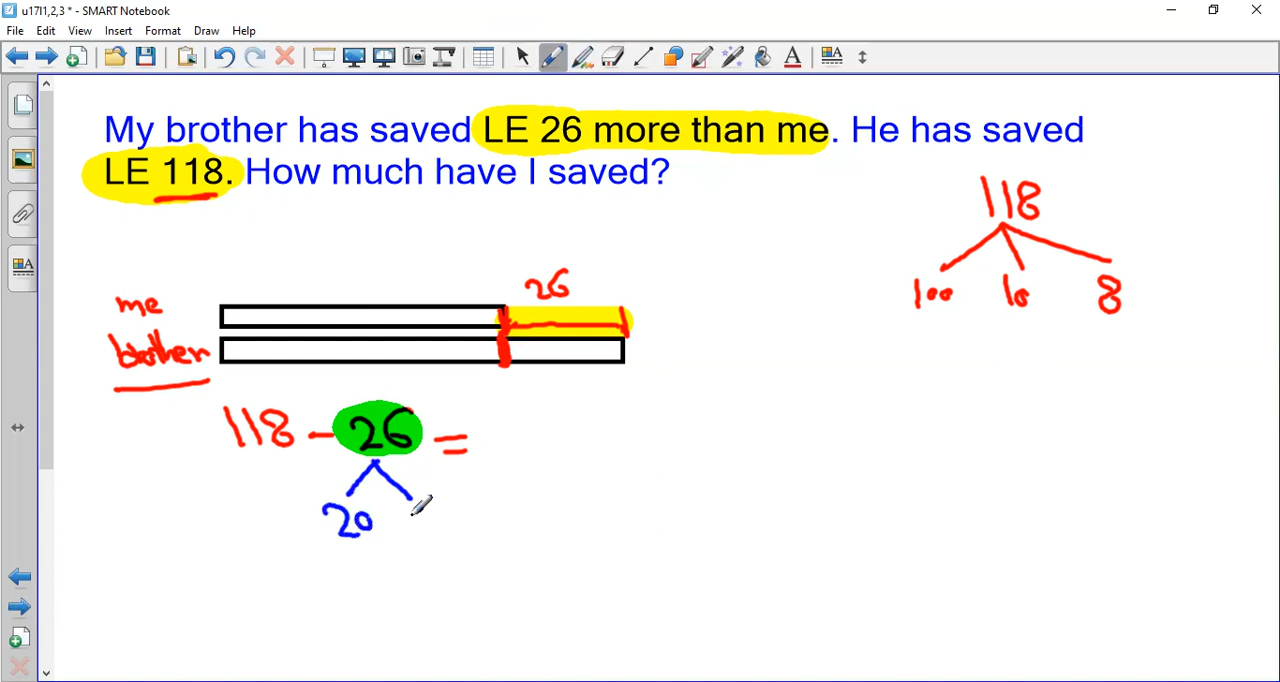 u17l1,2,3 * - SMART Notebook
File Edit View Insert Format Draw Help
My brother has saved LE 26 more than me. He has saved
LE 118. How much have I saved?
118
100 10 8
26
me
brother
118 - 26 =
20